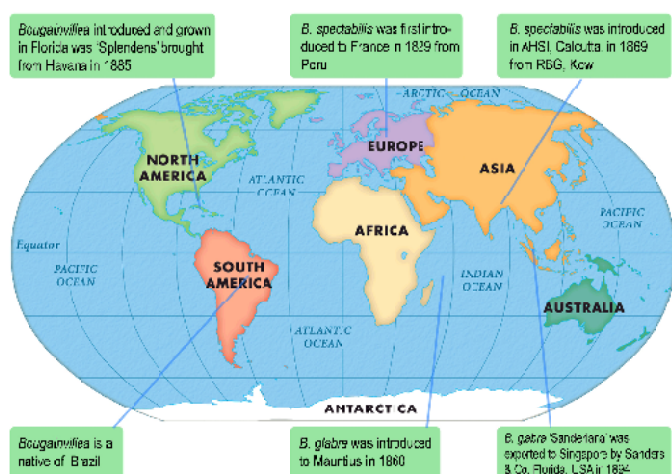 Bougainvillea introduced and grown
in Florida was 'Splendens' brought
from Havana in 1885
B. spectabilis was first intro-
duced to France in 1829 from
Peru
B. spectabilis was introduced
in AHSI, Calcutta, in 1869
from RBG, Kew
ARCTIC OCEAN
NORTH
AMERICA
EUROPE
ASIA
ATLANTIC
OCEAN
PACIFIC
OCEAN
AFRICA
Equator
PACIFIC
OCEAN
SOUTH
AMERICA
INDIAN
OCEAN
AUSTRALIA
ATLANTIC
OCEAN
ANTARCTICA
Bougainvillea is a
native of Brazil
B. glabra was introduced
to Mauritius in 1860
B. gabra 'Sanderiana' was
exported to Singapore by Sanders
& Co. Florida, USA in 1894